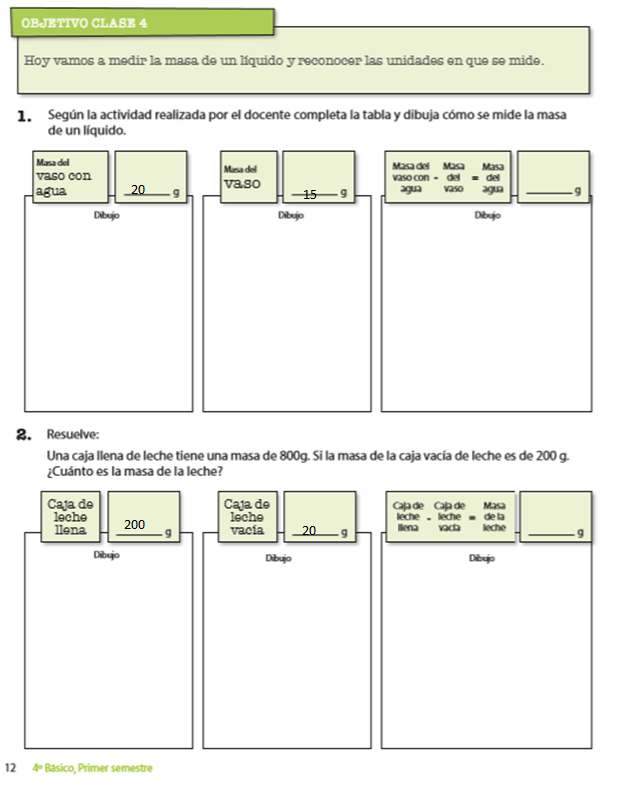 OBJETIVO CLASE 4
Hoy vamos a medir la masa de un líquido y reconocer las unidades en que se mide.
1. Según la actividad realizada por el docente completa la tabla y dibuja cómo se mide la masa
de un líquido.
Masa del
vaso con
agua
20 g
Dibujo
Masa del
vaso
15 g
Dibujo
Masa del Masa Masa
vaso con - del = del
agua vaso agua
______ g
Dibujo
2. Resuelve:
Una caja llena de leche tiene una masa de 800g. Si la masa de la caja vacía de leche es de 200 g.
¿Cuánto es la masa de la leche?
Caja de
leche
llena
200 g
Dibujo
Caja de
leche
vacía
20 g
Dibujo
Caja de Caja de Masa
leche - leche = de la
llena vacía leche
______ g
Dibujo
12 4º Básico, Primer semestre